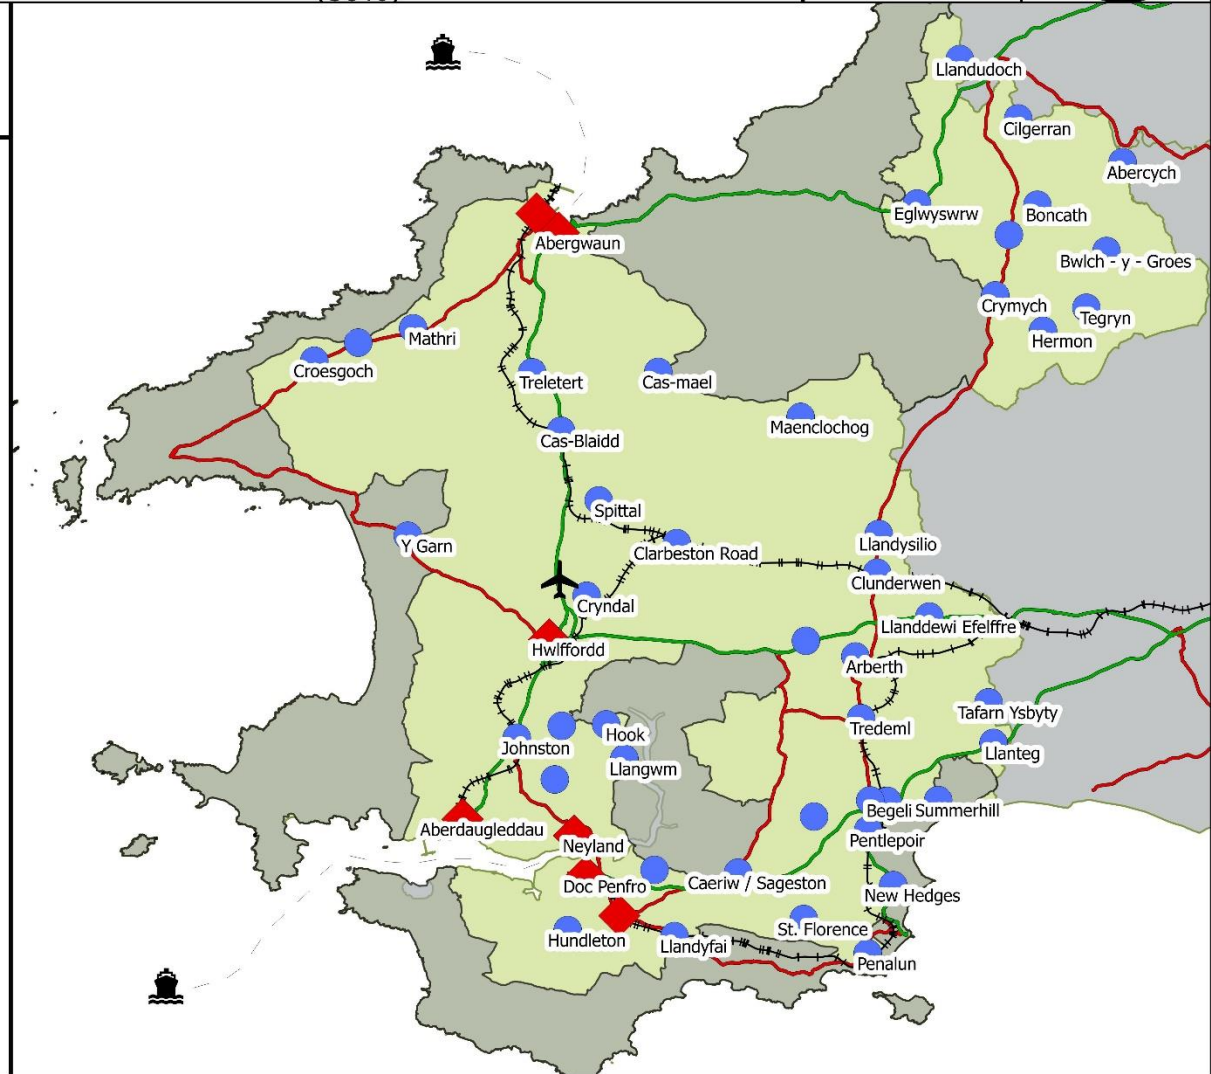 Llandudoch
Cilgerran
Abercych
Eglwyswrw
Boncath
Abergwaun
Bwlch - y - Groes
Crymych
Tegryn
Mathri
Hermon
Croesgoch
Treletert
Cas-mael
Maenclochog
Cas-Blaidd
Spittal
Y Garn
Clarbeston Road
Llandysilio
Clunderwen
Cryndal
Llanddewi Efelffre
Hwlffordd
Arberth
Tafarn Ysbyty
Tredeml
Hook
Johnston
Llanteg
Llangwm
Begeli
Summerhill
Aberdaugleddau
Pentlepoir
Neyland
Doc Penfro
Caeriw / Sageston
New Hedges
St. Florence
Hundleton
Llandyfai
Penalun